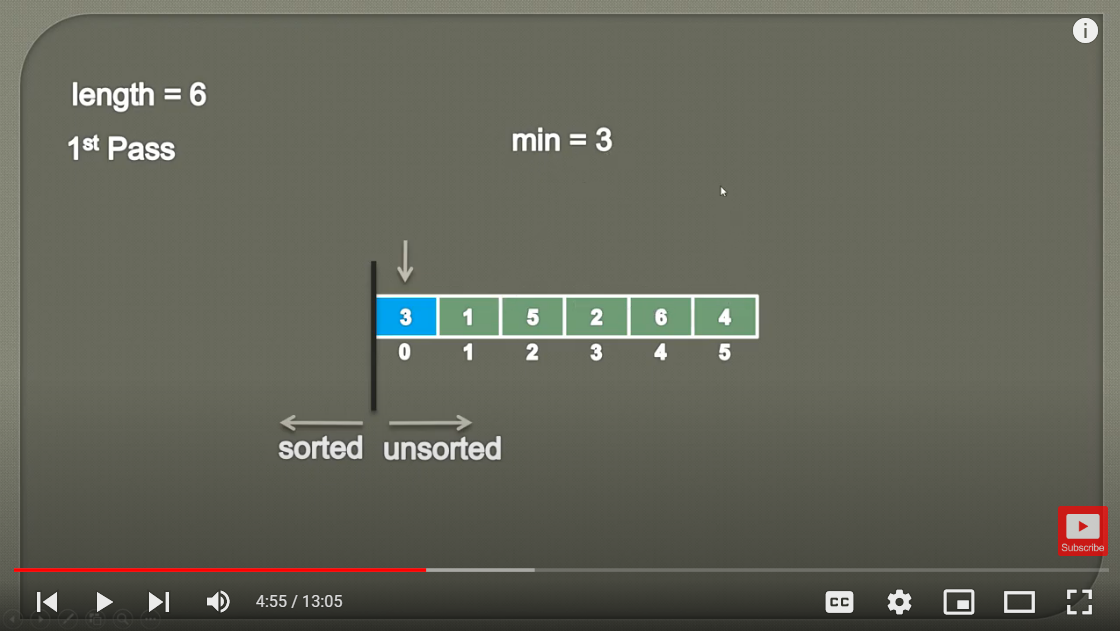 length = 6
1st Pass
min = 3
3 1 5 2 6 4
0 1 2 3 4 5
sorted unsorted
Subscribe
4:55 / 13:05
CC